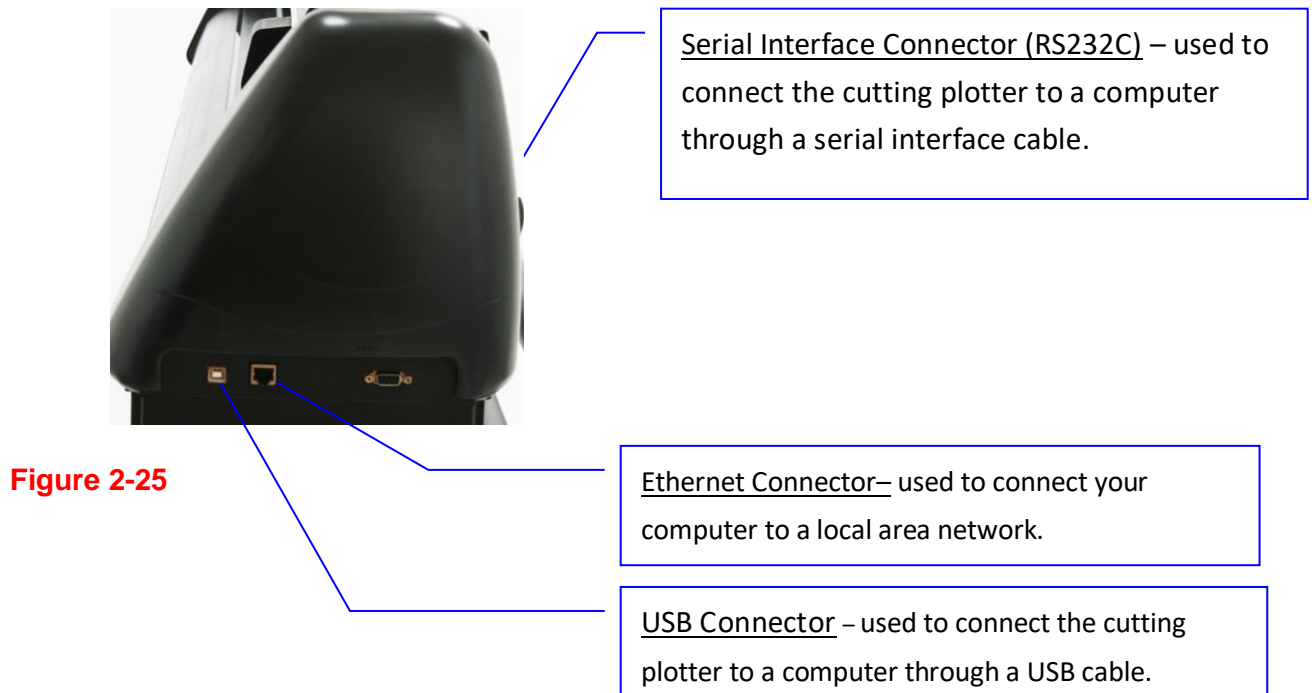 Serial Interface Connector (RS232C) – used to
connect the cutting plotter to a computer
through a serial interface cable.
SERIAL
Figure 2-25
Ethernet Connector– used to connect your
computer to a local area network.
USB Connector – used to connect the cutting
plotter to a computer through a USB cable.